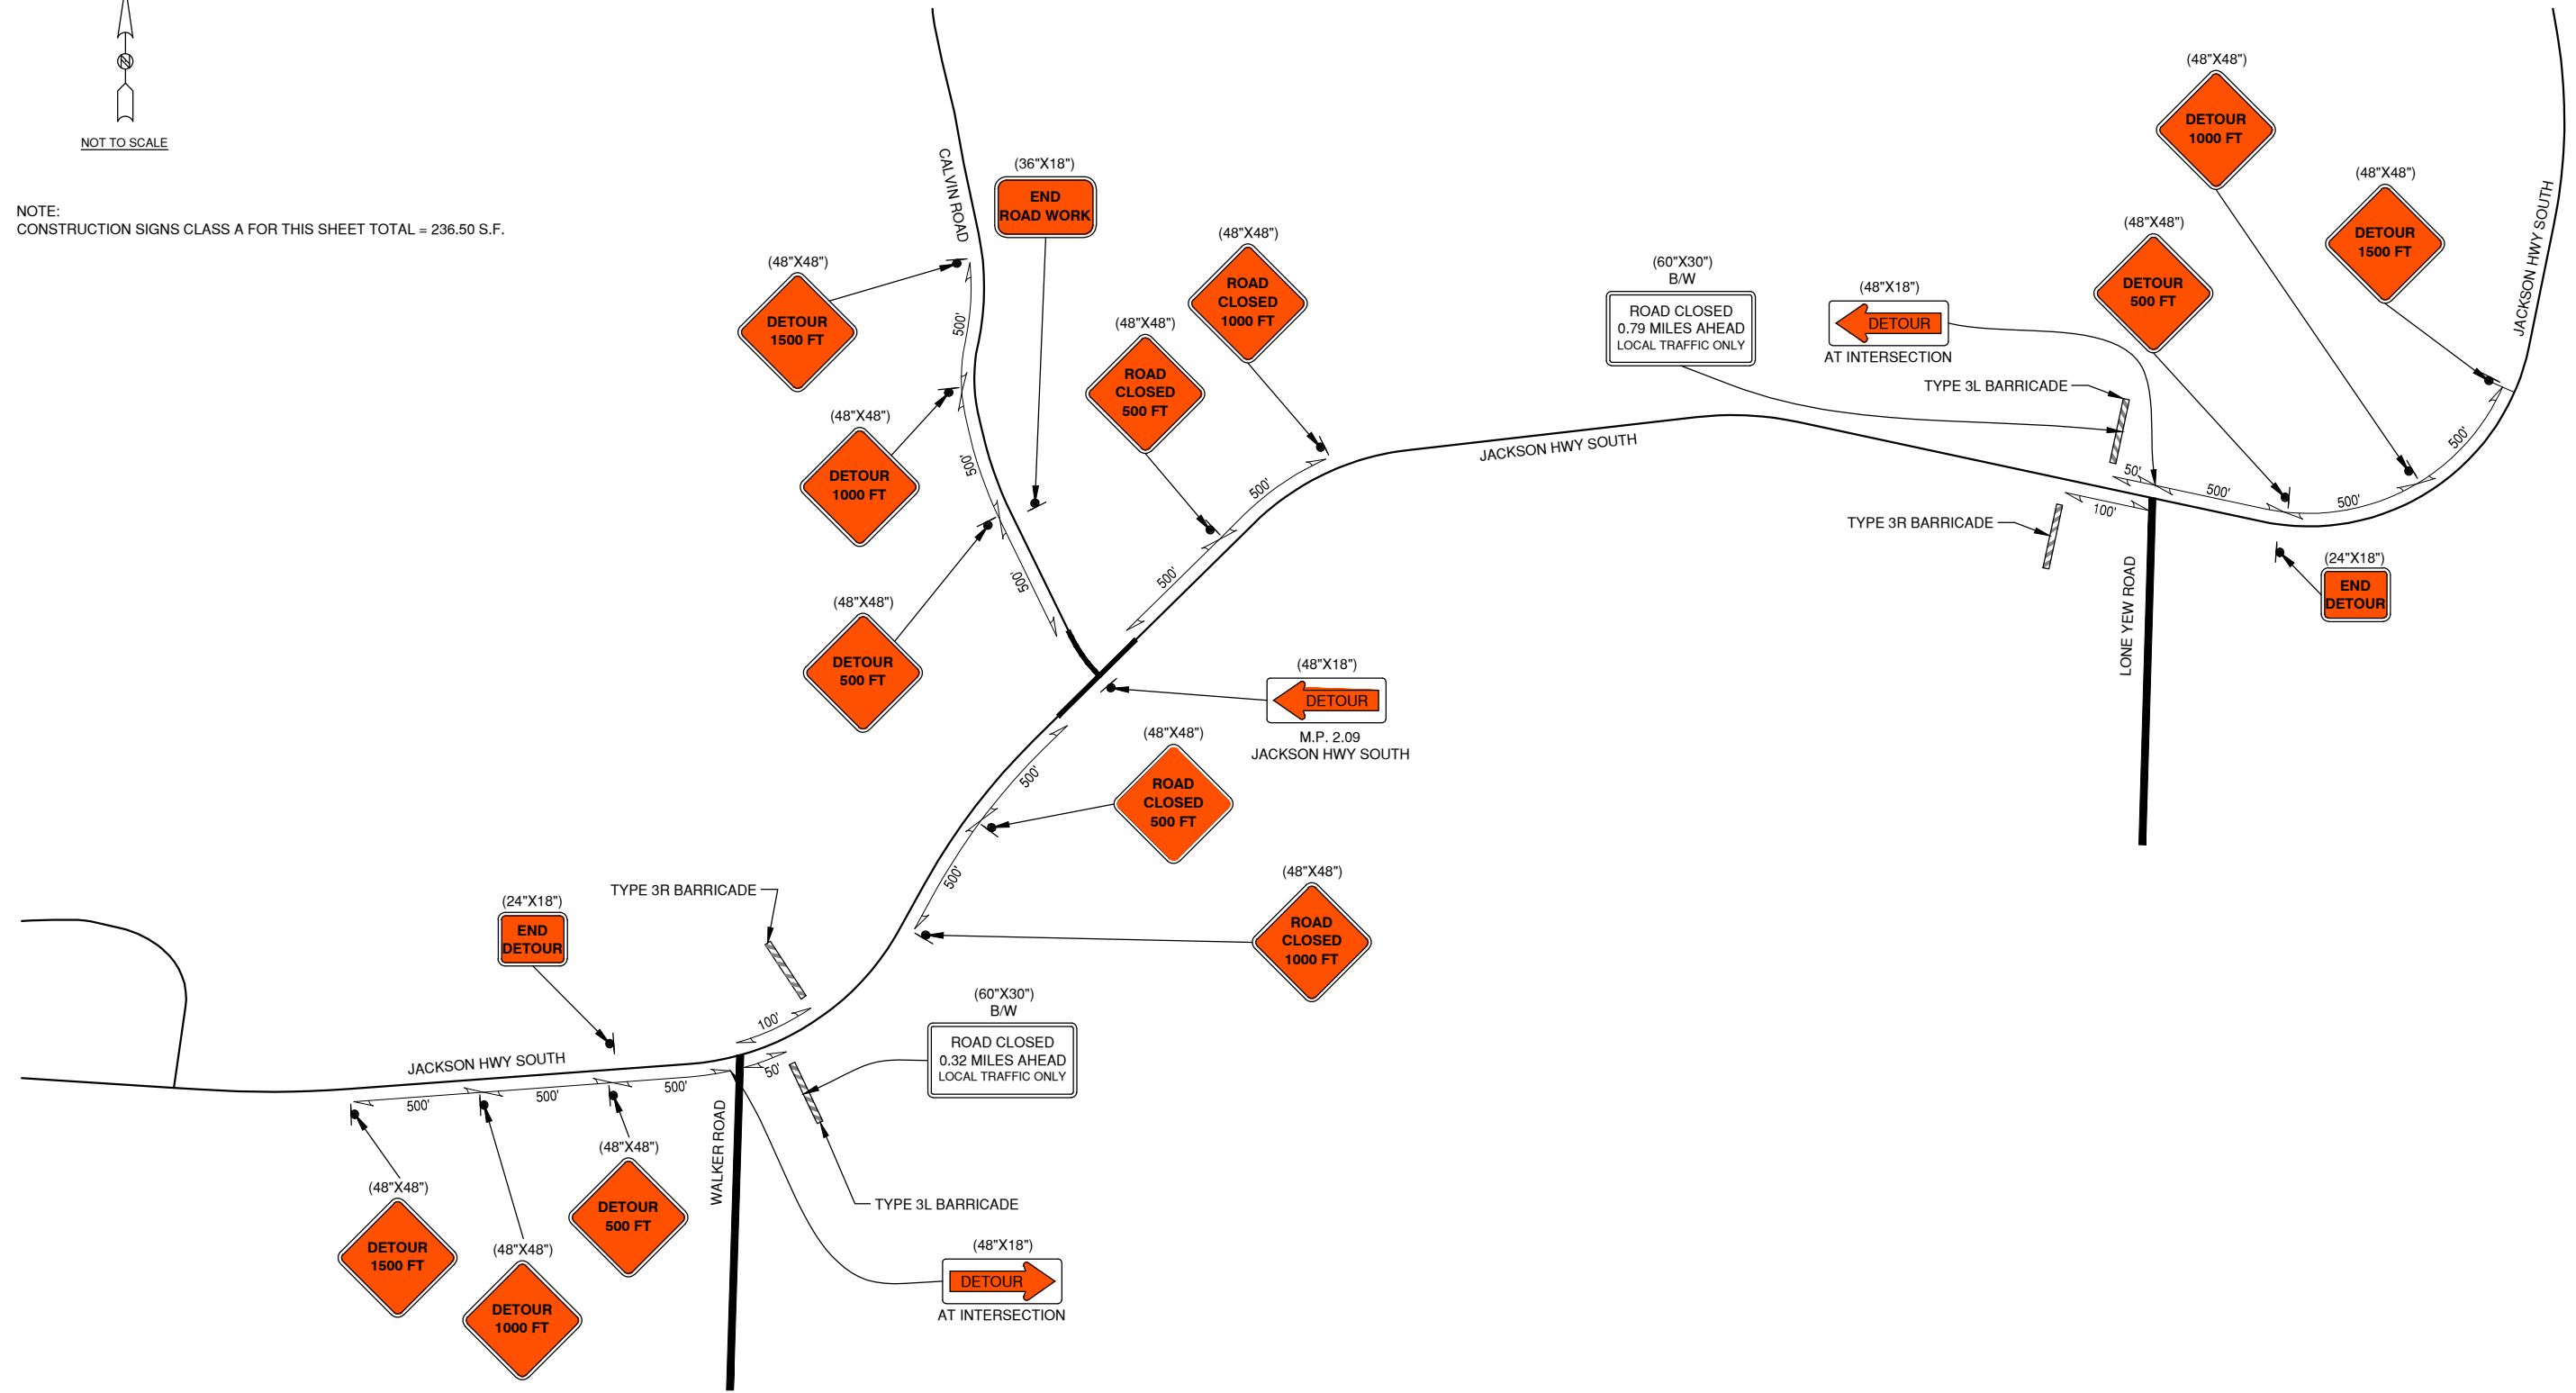 N
NOT TO SCALE
NOTE:
CONSTRUCTION SIGNS CLASS A FOR THIS SHEET TOTAL = 236.50 S.F.
CALVIN ROAD
(36"X18")
END
ROAD WORK
(48"X48")
DETOUR
1500 FT
500'
(48"X48")
DETOUR
1000 FT
500'
(48"X48")
DETOUR
500 FT
500'
(48"X48")
ROAD
CLOSED
1000 FT
500'
(48"X48")
ROAD
CLOSED
500 FT
500'
JACKSON HWY SOUTH
(60"X30")
B/W
ROAD CLOSED
0.79 MILES AHEAD
LOCAL TRAFFIC ONLY
(48"X18")
DETOUR
AT INTERSECTION
TYPE 3L BARRICADE
TYPE 3R BARRICADE
50'
100'
500'
500'
500'
(48"X48")
DETOUR
1000 FT
(48"X48")
DETOUR
500 FT
(48"X48")
DETOUR
1500 FT
JACKSON HWY SOUTH
(24"X18")
END
DETOUR
LONE YEW ROAD
(48"X18")
DETOUR
M.P. 2.09
JACKSON HWY SOUTH
500'
(48"X48")
ROAD
CLOSED
500 FT
500'
(48"X48")
ROAD
CLOSED
1000 FT
TYPE 3R BARRICADE
(24"X18")
END
DETOUR
100'
(60"X30")
B/W
ROAD CLOSED
0.32 MILES AHEAD
LOCAL TRAFFIC ONLY
JACKSON HWY SOUTH
500'
500'
500'
50'
WALKER ROAD
(48"X48")
DETOUR
500 FT
(48"X48")
DETOUR
1500 FT
(48"X48")
DETOUR
1000 FT
TYPE 3L BARRICADE
(48"X18")
DETOUR
AT INTERSECTION